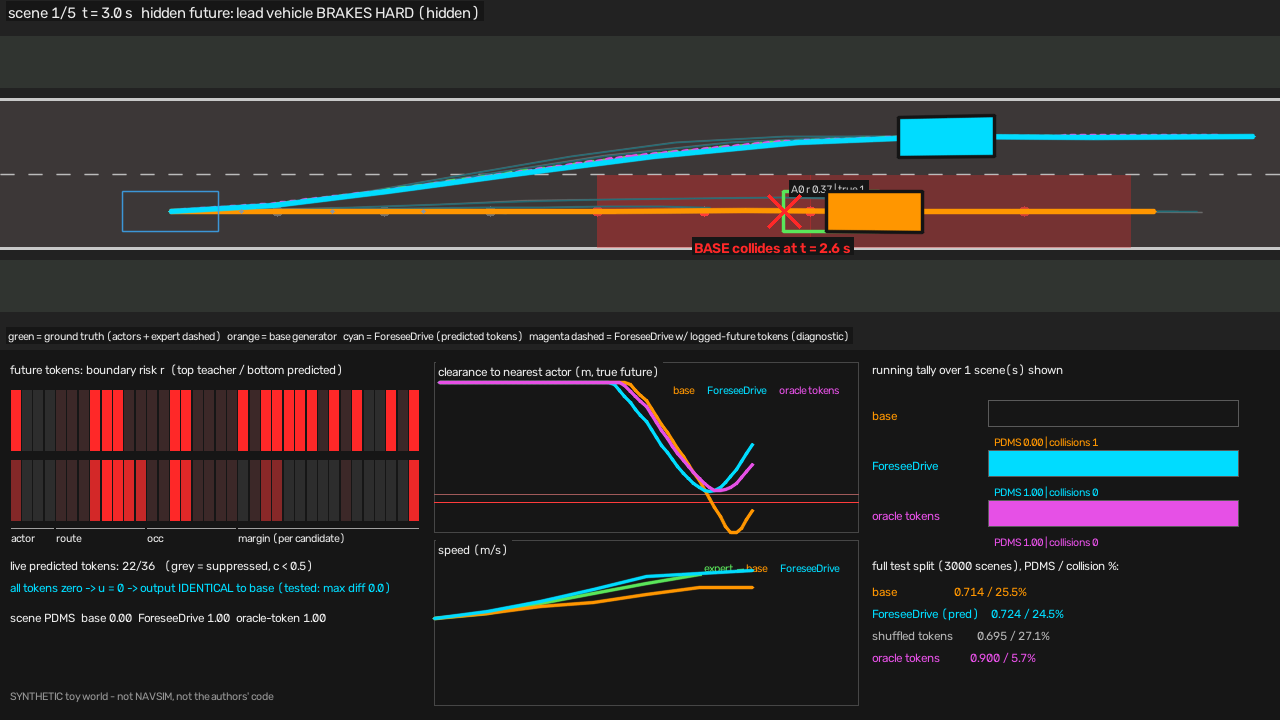 scene 1/5 t = 3.0 s hidden future: lead vehicle BRAKES HARD (hidden)
A0 r 0.37 | true 1
BASE collides at t = 2.6 s
green = ground truth (actors + expert dashed) orange = base generator cyan = ForeseeDrive (predicted tokens) magenta dashed = ForeseeDrive w/ logged-future tokens (diagnostic)
future tokens: boundary risk r (top teacher / bottom predicted)
actor route occ margin (per candidate)
live predicted tokens: 22/36 (grey = suppressed, c < 0.5)
all tokens zero -> u = 0 -> output IDENTICAL to base (tested: max diff 0.0)
scene PDMS base 0.00 ForeseeDrive 1.00 oracle-token 1.00
SYNTHETIC toy world - not NAVSIM, not the authors' code
clearance to nearest actor (m, true future)
base ForeseeDrive oracle tokens
speed (m/s)
expert base ForeseeDrive
running tally over 1 scene(s) shown
base
PDMS 0.00 | collisions 1
ForeseeDrive
PDMS 1.00 | collisions 0
oracle tokens
PDMS 1.00 | collisions 0
full test split (3000 scenes), PDMS / collision %:
base 0.714 / 25.5%
ForeseeDrive (pred) 0.724 / 24.5%
shuffled tokens 0.695 / 27.1%
oracle tokens 0.900 / 5.7%